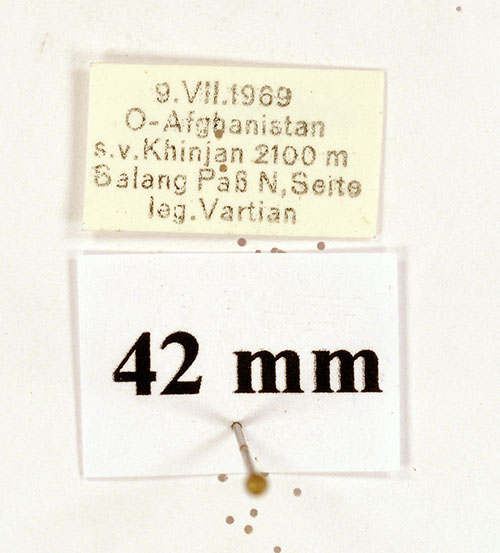 9.VII.1969
O-Afghanistan
s.v.Khinjan 2100 m
Salang Paß N,Seite
leg.Vartian
42 mm